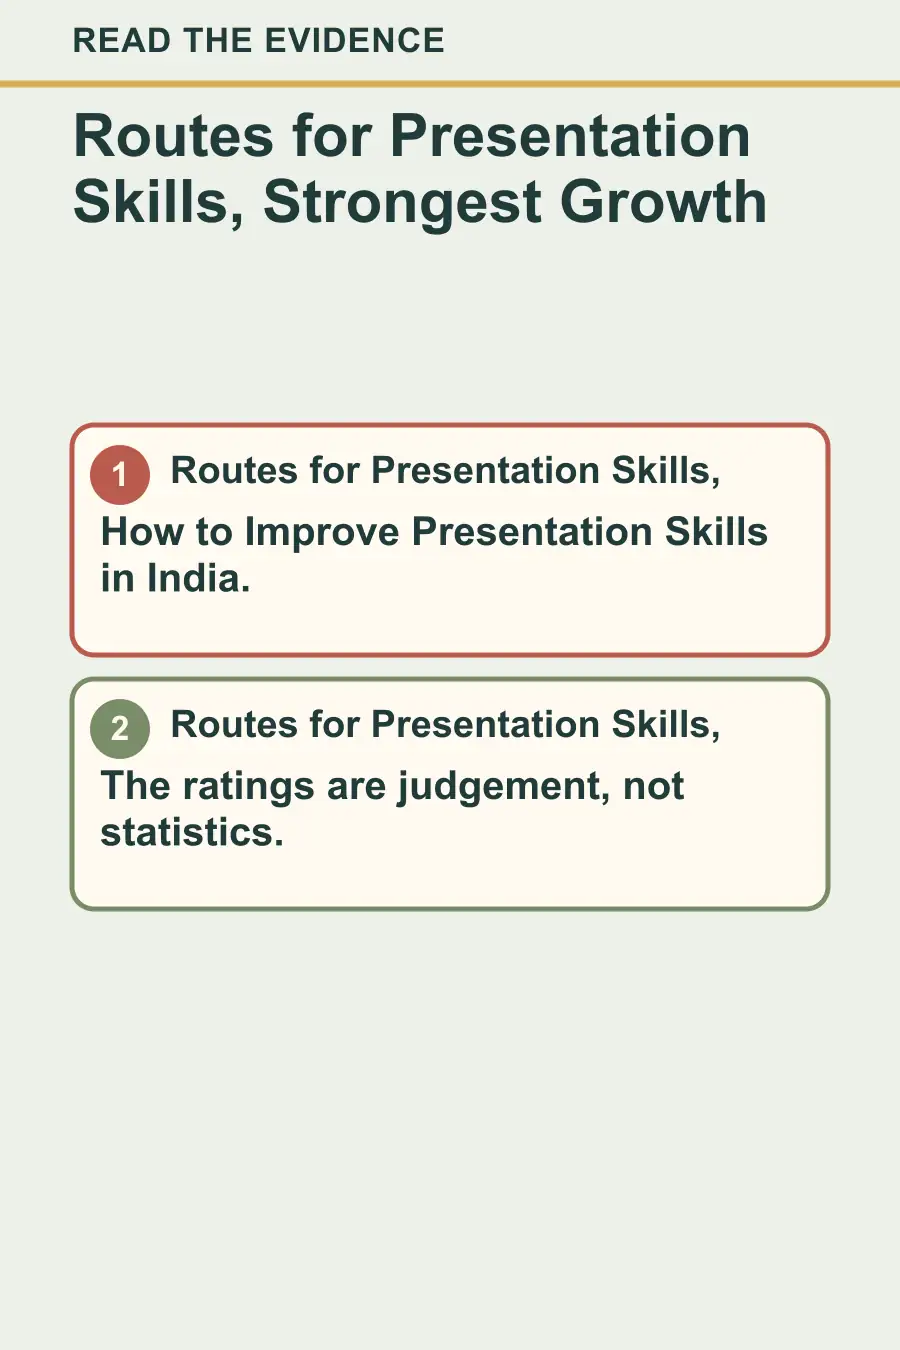 READ THE EVIDENCE
Routes for Presentation
Skills, Strongest Growth
1 Routes for Presentation Skills,
How to Improve Presentation Skills
in India.
2 Routes for Presentation Skills,
The ratings are judgement, not
statistics.